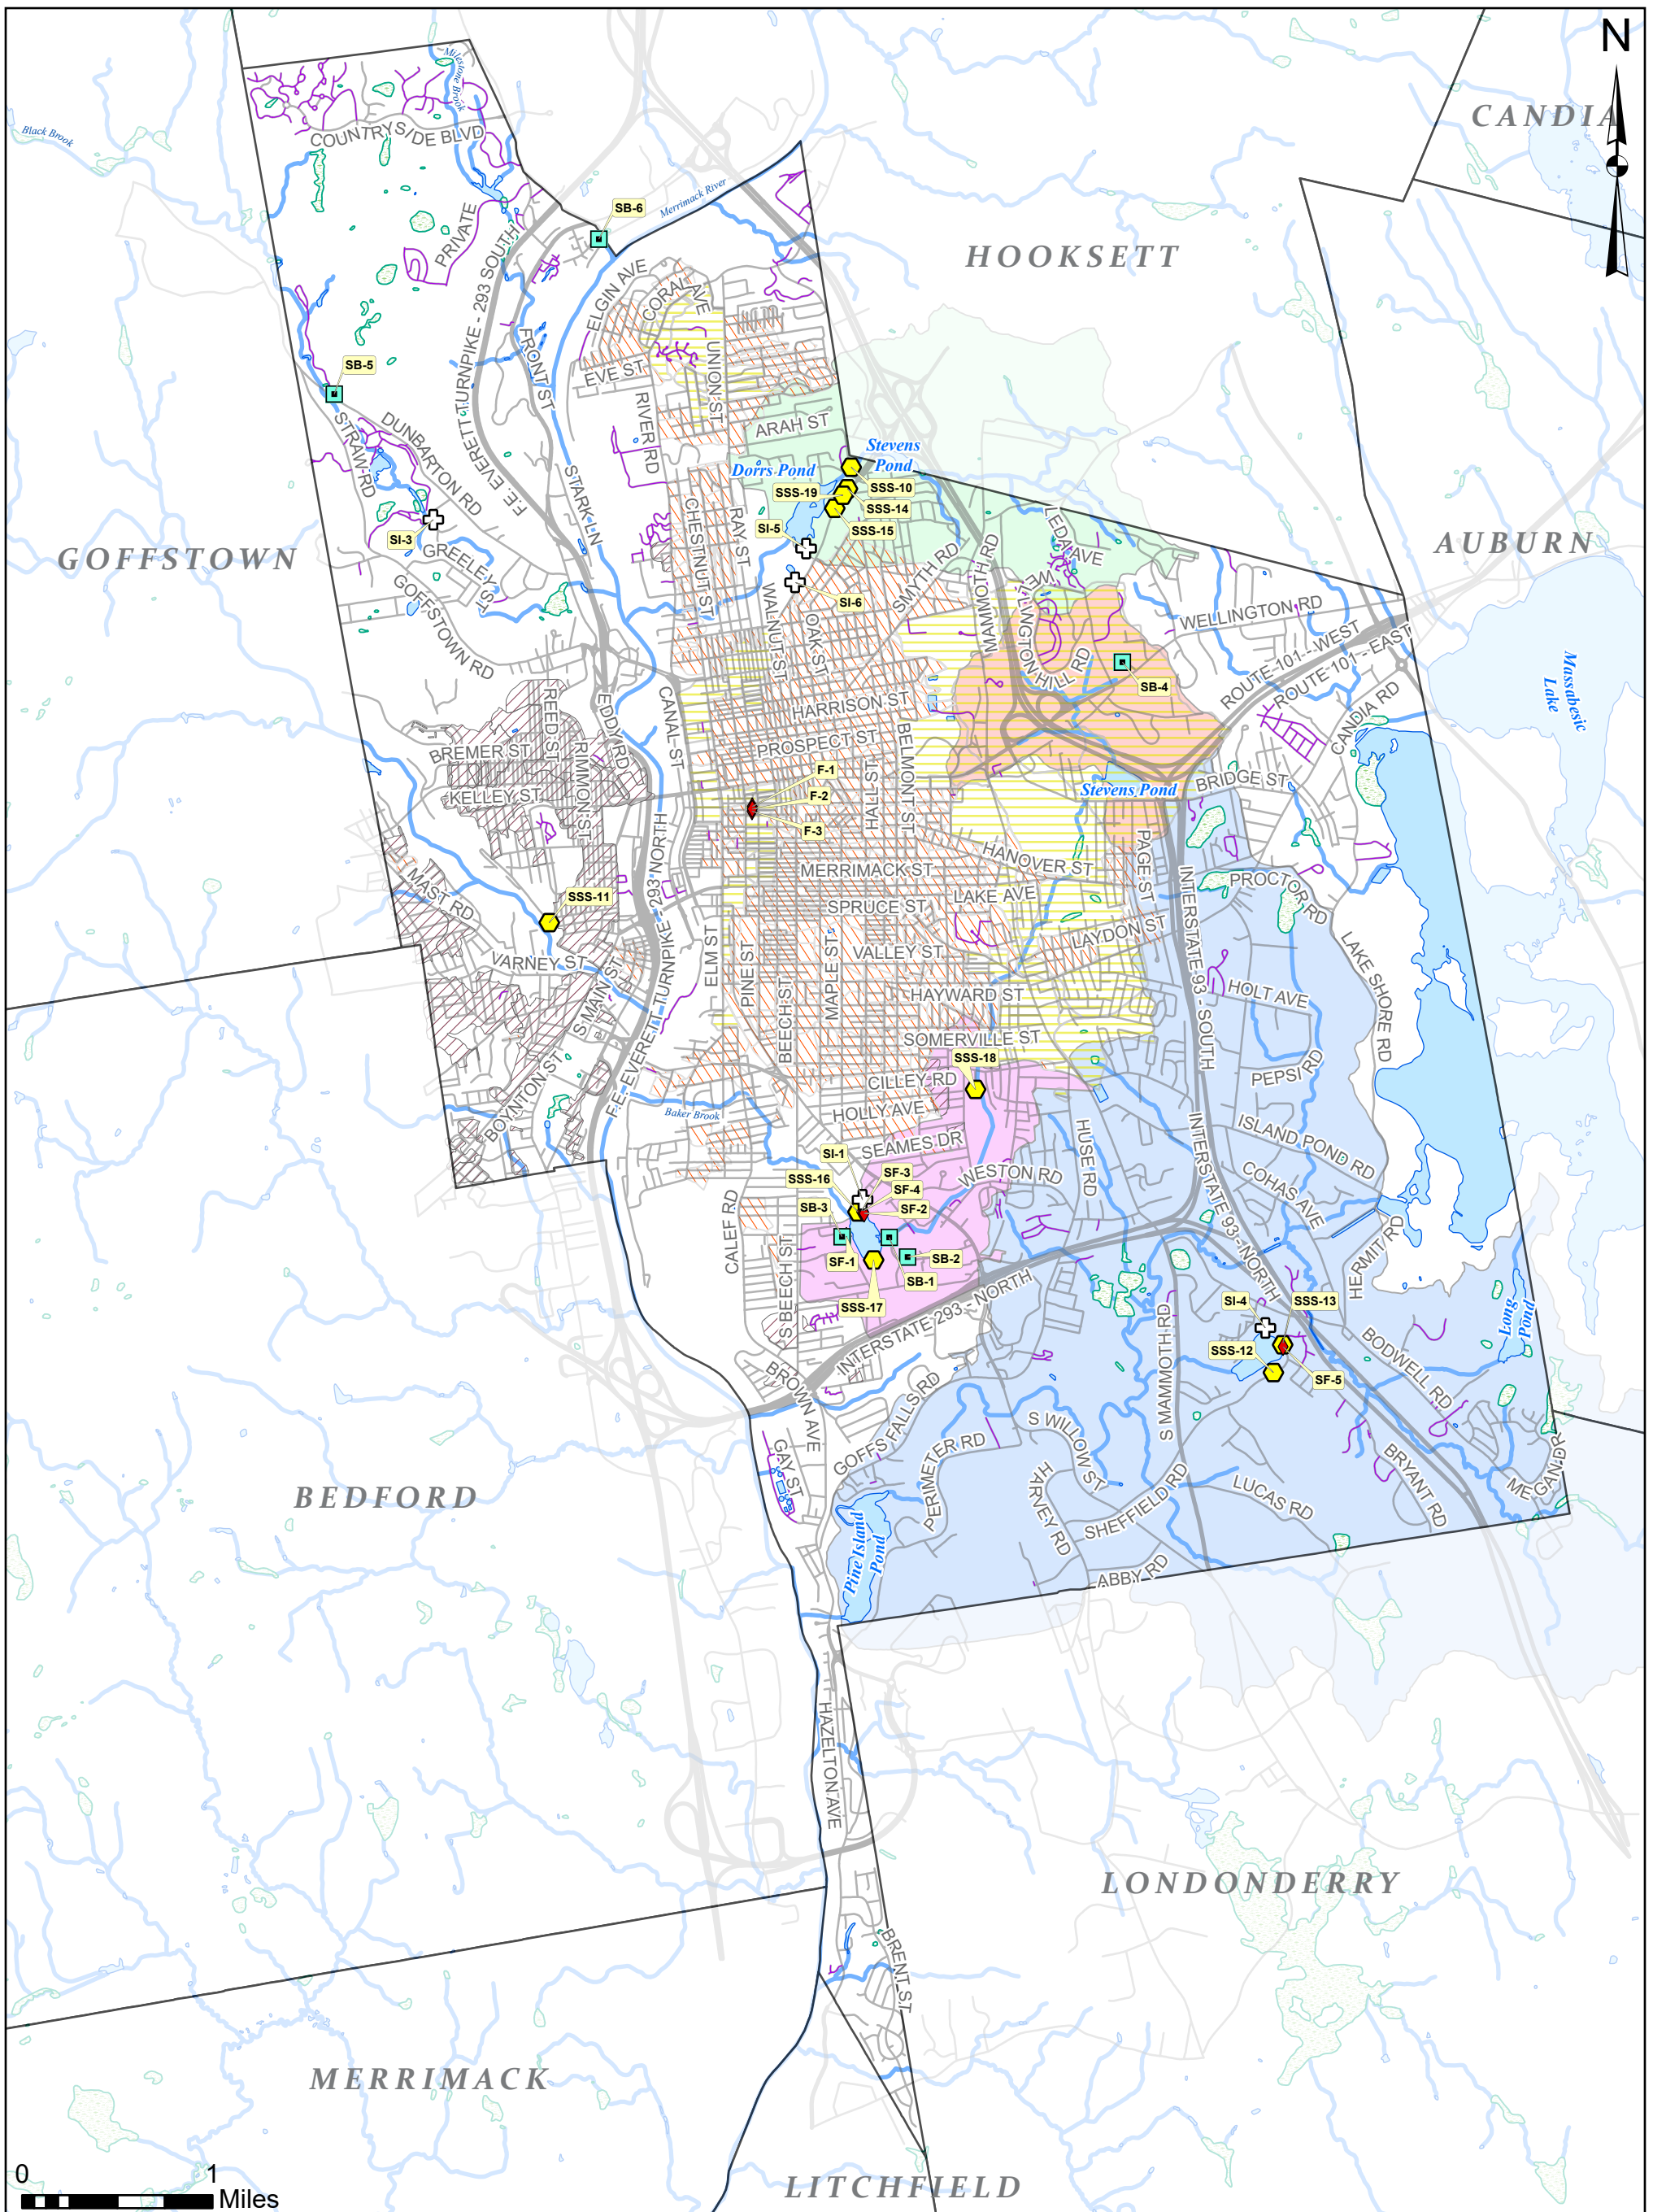 N
CANDIA
Milestone Brook
Black Brook
COUNTRYSIDE BLVD
Merrimack River
SB-6
PRIVATE
HOOKSETT
ELGIN AVE
CORAL AVE
F.E. EVERETT TURNPIKE - 293 SOUTH
FRONT ST
UNION ST
EVE ST
SB-5
RIVER RD
ARAH ST
STRAW RD
DUNBARTON RD
Stevens
Pond
Dorrs Pond
SSS-10
SSS-19
SSS-14
SSS-15
STARK LN
CHESTNUT ST
RAY ST
SI-5
SI-3
LEDA AVE
AUBURN
GOFFSTOWN
GREELEY ST
SMYTH RD
MAMMOTH RD
WELLINGTON HILL RD
GOFFSTOWN RD
SI-6
WALNUT ST
OAK ST
WELLINGTON RD
ROUTE 101 - WEST
ROUTE 101 - EAST
SB-4
Massabesic
Lake
REED ST
EDDY RD
CANAL ST
HARRISON ST
CANDIA RD
BREMER ST
RIMMON ST
PROSPECT ST
BELMONT ST
KELLEY ST
F-1
F-2
F-3
HALL ST
Stevens Pond
BRIDGE ST
HANOVER ST
PAGE ST
MERRIMACK ST
MAST RD
SSS-11
LAKE AVE
SPRUCE ST
PROCTOR RD
INTERSTATE 93 - SOUTH
F.E. EVERETT TURNPIKE - 293 NORTH
LAYDON ST
VALLEY ST
VARNEY ST
ELM ST
PINE ST
MAPLE ST
LAKE SHORE RD
S MAIN ST
BEECH ST
HAYWARD ST
HOLT AVE
SOMERVILLE ST
SSS-18
PEPSI RD
BOYNTON ST
CILLEY RD
Baker Brook
HOLLY AVE
HUSE RD
ISLAND POND RD
SEAMES DR
SI-1
SF-3
SSS-16
SF-4
WESTON RD
COHAS AVE
CALEF RD
SB-3
SF-2
INTERSTATE 93 - NORTH
HERMIT RD
SF-1
SB-2
SB-1
S BEECH ST
SSS-17
INTERSTATE 293 - NORTH
SI-4
SSS-13
Long
Pond
S MAMMOTH RD
SSS-12
SF-5
BODWELL RD
BROWN AVE
GOFFS FALLS RD
S WILLOW ST
GAY ST
PERIMETER RD
BRYANT RD
MEGAN DR
BEDFORD
HARVEY RD
SHEFFIELD RD
LUCAS RD
Pine Island
Pond
ABBY RD
HAZELTON AVE
LONDONDERRY
BRENT ST
MERRIMACK
LITCHFIELD
0 1
Miles